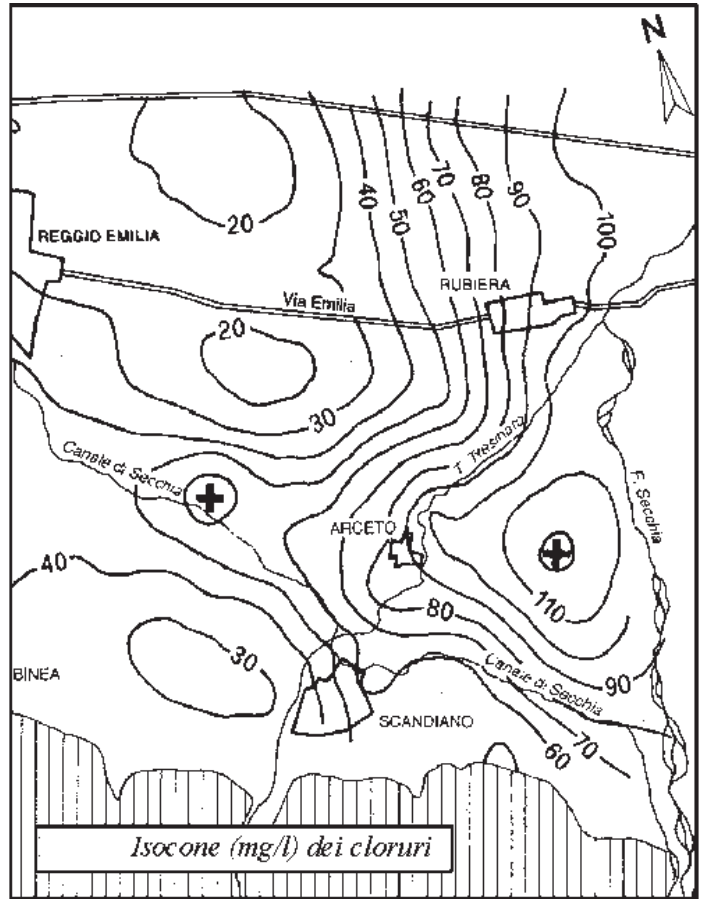 N
40
50
60
70
80
90
100
20
REGGIO EMILIA
RUBIERA
Via Emilia
20
30
T. Tresinaro
Canale di Secchia
F. Secchia
ARCETO
40
110
80
30
BINEA
90
Canale di Secchia
SCANDIANO
60
70
Isocone (mg/l) dei cloruri